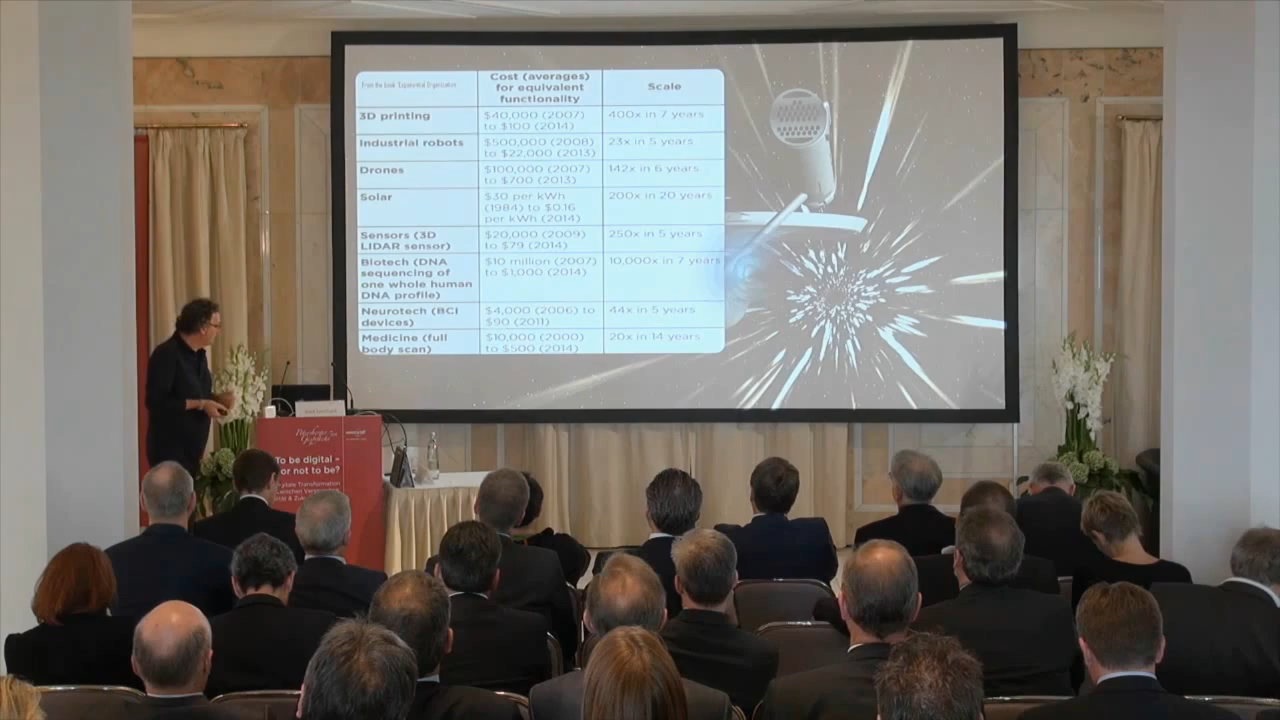 From the book: Exponential Organization
Cost (averages)
for equivalent
functionality
Scale
3D printing
$40,000 (2007)
to $100 (2014)
400x in 7 years
Industrial robots
$500,000 (2008)
to $22,000 (2013)
23x in 5 years
Drones
$100,000 (2007)
to $700 (2013)
142x in 6 years
Solar
$30 per kWh
(1984) to $0.16
per kWh (2014)
200x in 20 years
Sensors (3D
LIDAR sensor)
$20,000 (2009)
to $79 (2014)
250x in 5 years
Biotech (DNA
sequencing of
one whole human
DNA profile)
$10 million (2007)
to $1,000 (2014)
10,000x in 7 years
Neurotech (BCI
devices)
$4,000 (2006) to
$90 (2011)
44x in 5 years
Medicine (full
body scan)
$10,000 (2000)
to $500 (2014)
20x in 14 years
Petersberger
Gespräche
To be digital –
or not to be?
Transformation